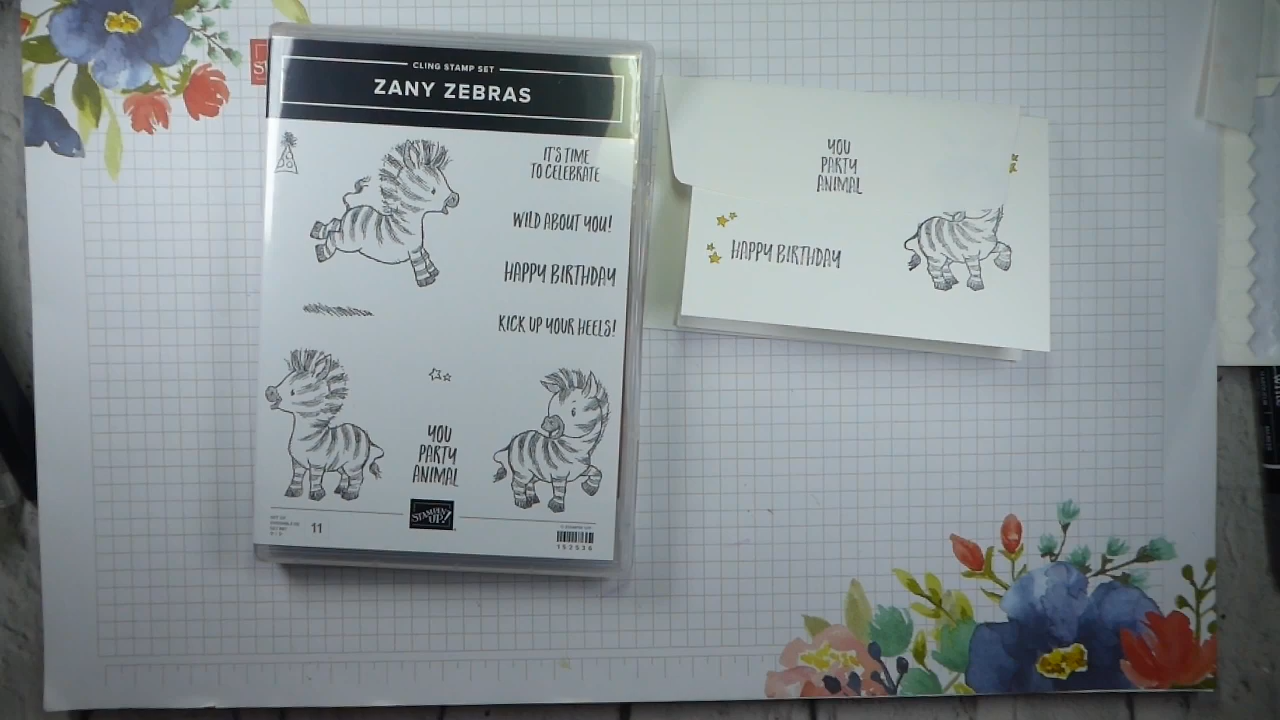 CLING STAMP SET
ZANY ZEBRAS
IT'S TIME
TO CELEBRATE
WILD ABOUT YOU!
HAPPY BIRTHDAY
KICK UP YOUR HEELS!
YOU
PARTY
ANIMAL
STAMPIN'
UP!
11
152536
YOU
PARTY
ANIMAL
HAPPY BIRTHDAY